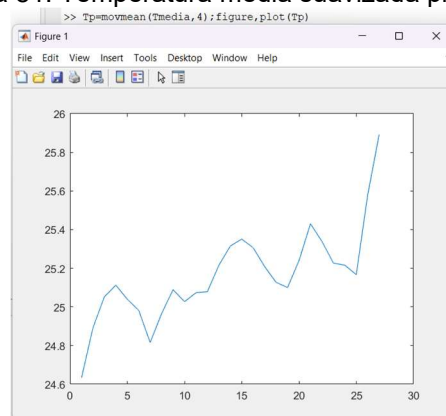 Temperatura media suavizada
>> Tp=movmean(Tmedia,4);figure,plot(Tp)
Figure 1
File Edit View Insert Tools Desktop Window Help
26
25.8
25.6
25.4
25.2
25
24.8
24.6
0 5 10 15 20 25 30